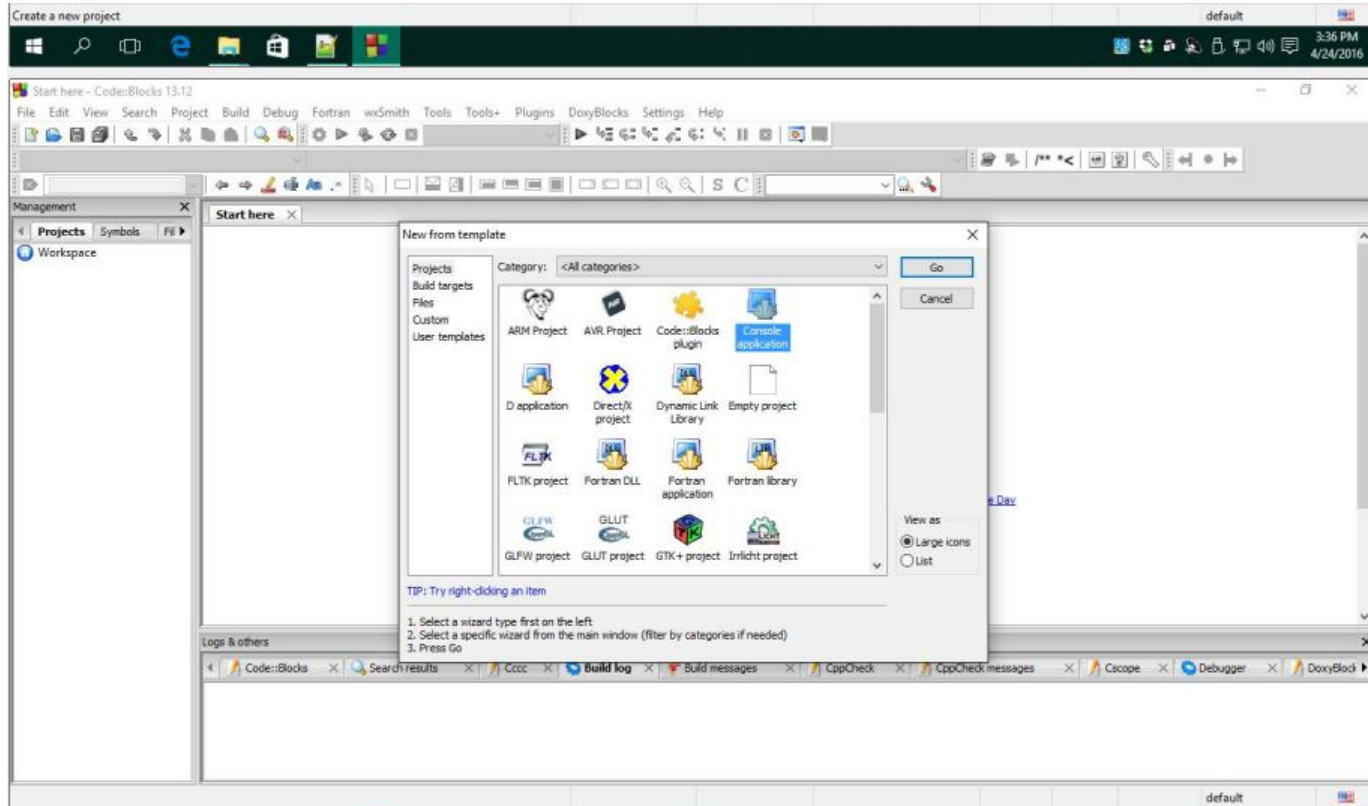 Create a new project
default
3:36 PM
4/24/2016
Start here - Code::Blocks 13.12
File Edit View Search Project Build Debug Fortran wxSmith Tools Tools+ Plugins DoxyBlocks Settings Help
/** *<
S C
Management
Start here
Projects Symbols Fil
Workspace
New from template
Projects
Build targets
Files
Custom
User templates
Category: <All categories>
Go
Cancel
ARM Project AVR Project Code::Blocks plugin Console application
D application Direct/X project Dynamic Link Library Empty project
FLTK project Fortran DLL Fortran application Fortran library
GLFW project GLUT project GTK+ project Irrlicht project
e Day
View as
Large icons
List
TIP: Try right-clicking an item
1. Select a wizard type first on the left
2. Select a specific wizard from the main window (filter by categories if needed)
3. Press Go
Logs & others
Code::Blocks Search results Cccc Build log Build messages CppCheck CppCheck messages Cscope Debugger DoxyBlock
default